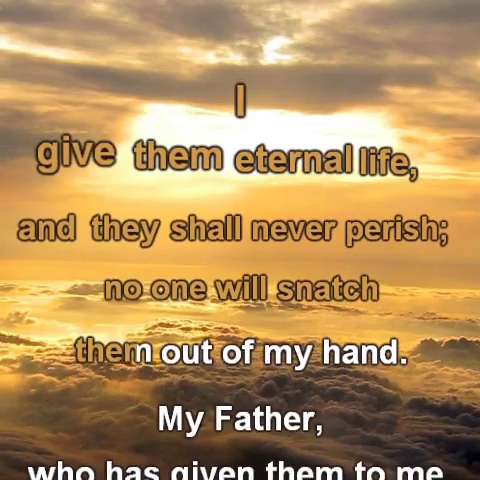 I
give them eternal life,
and they shall never perish;
no one will snatch
them out of my hand.
My Father,
who has given them to me